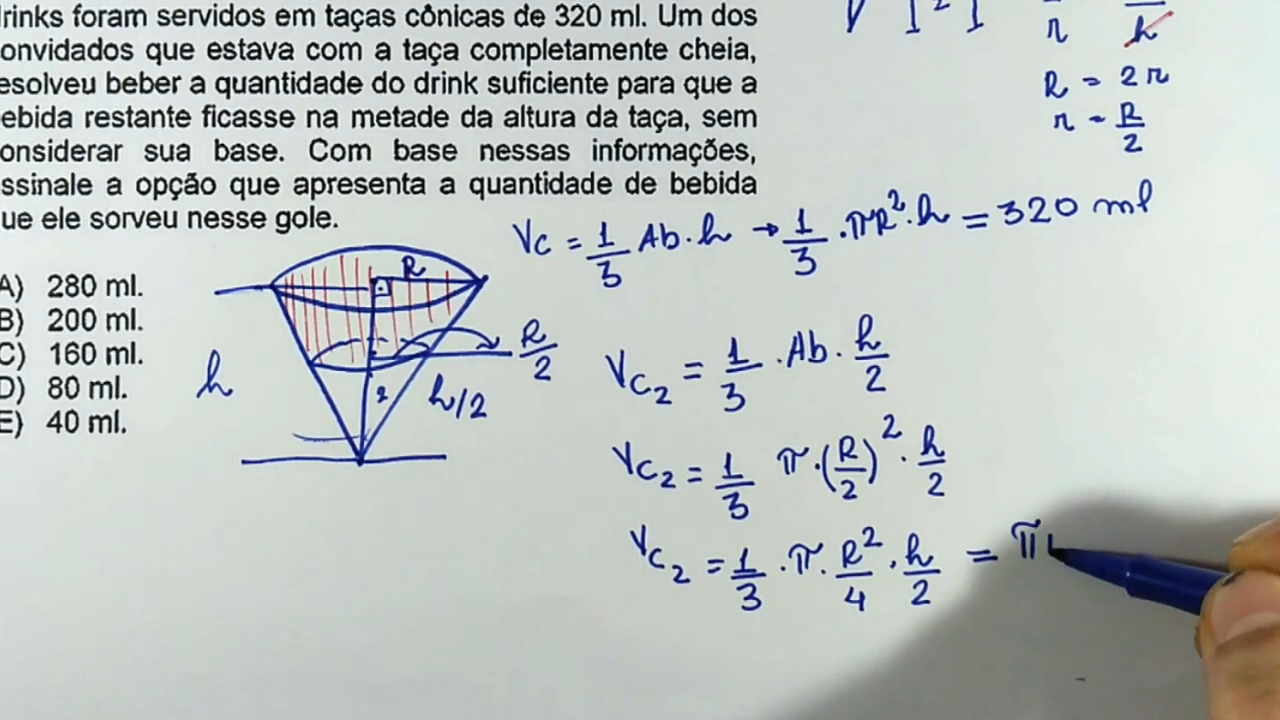 rinks foram servidos em taças cônicas de 320 ml. Um dos
onvidados que estava com a taça completamente cheia,
esolveu beber a quantidade do drink suficiente para que a
ebida restante ficasse na metade da altura da taça, sem
onsiderar sua base. Com base nessas informações,
ssinale a opção que apresenta a quantidade de bebida
ue ele sorveu nesse gole.
A) 280 ml.
B) 200 ml.
C) 160 ml.
D) 80 ml.
E) 40 ml.
R
R/2
h
h/2
r h
R = 2r
r = R/2
Vc = 1/3 Ab · h → 1/3 · πR² · h = 320 ml
Vc₂ = 1/3 · Ab · h/2
Vc₂ = 1/3 π · (R/2)² · h/2
Vc₂ = 1/3 · π · R²/4 · h/2 = π